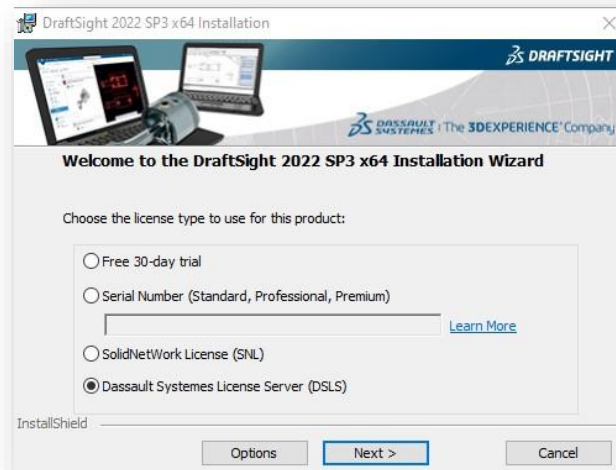 DraftSight 2022 SP3 x64 Installation
DRAFTSIGHT
DASSAULT SYSTEMES | The 3DEXPERIENCE® Company
Welcome to the DraftSight 2022 SP3 x64 Installation Wizard
Choose the license type to use for this product:
Free 30-day trial
Serial Number (Standard, Professional, Premium)
Learn More
SolidNetWork License (SNL)
Dassault Systemes License Server (DSLS)
InstallShield
Options
Next >
Cancel